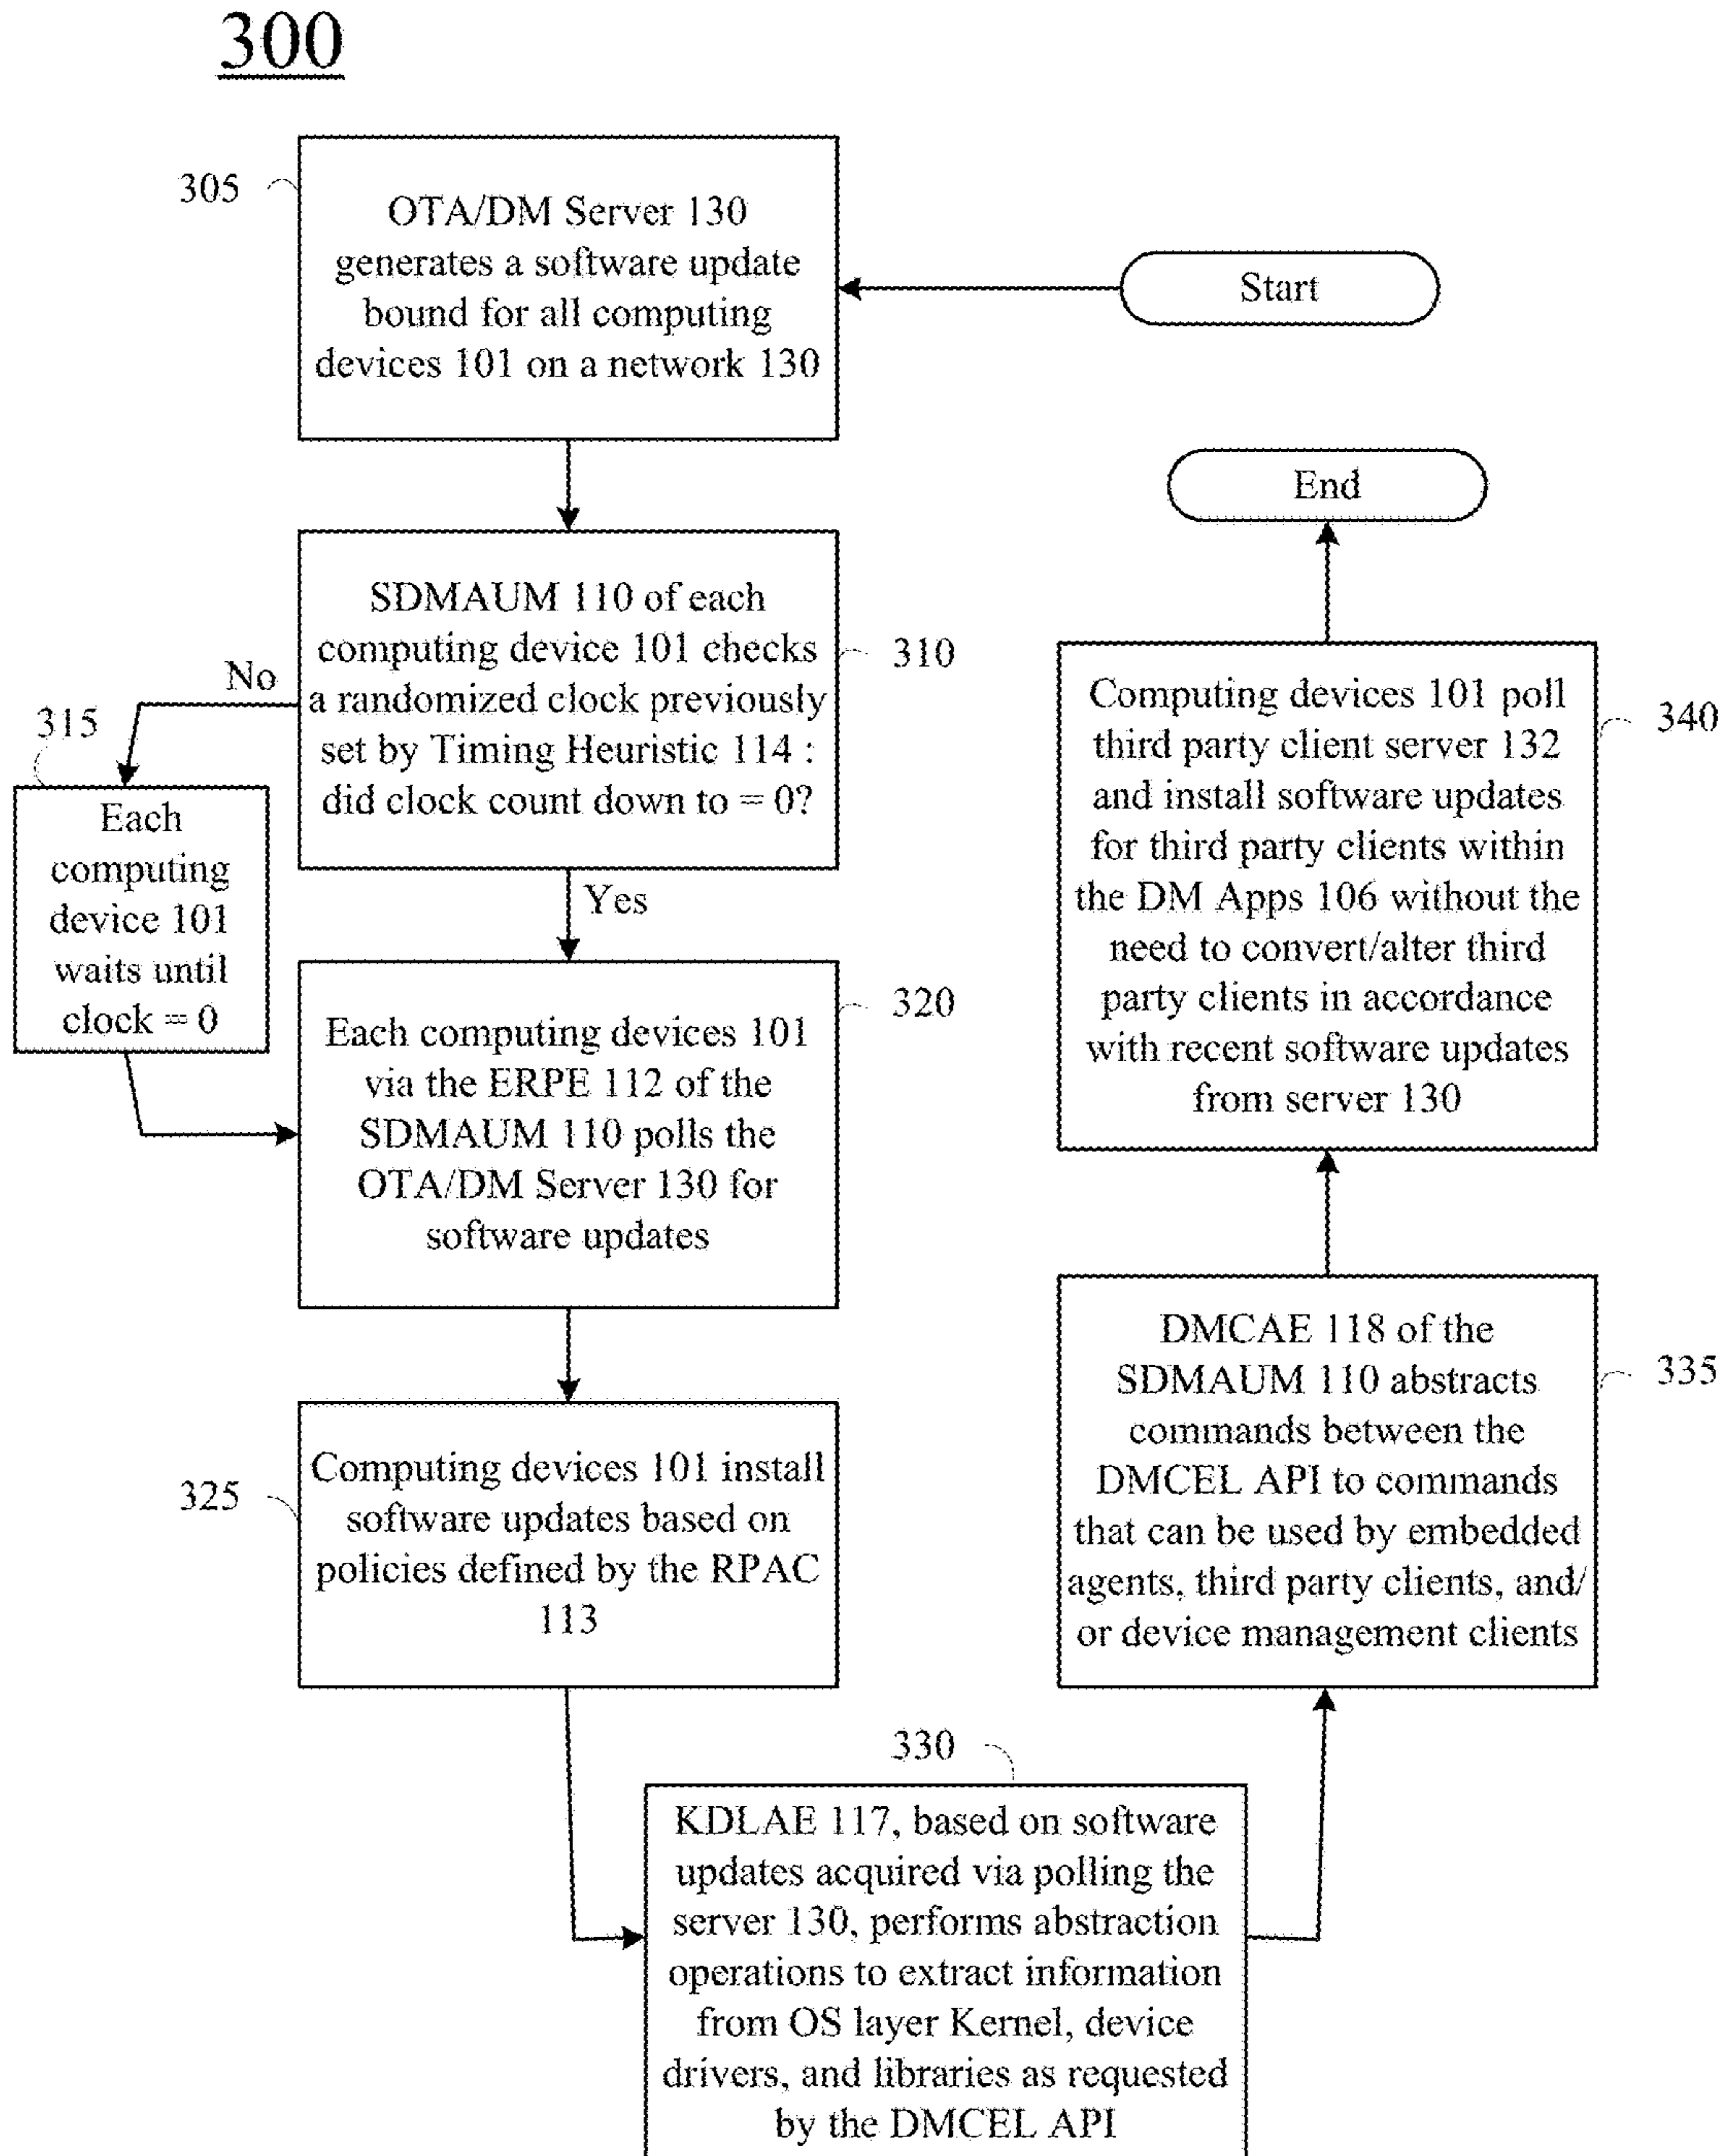 300
305
OTA/DM Server 130
generates a software update
bound for all computing
devices 101 on a network 130
Start
End
SDMAUM 110 of each
computing device 101 checks
a randomized clock previously
set by Timing Heuristic 114 :
did clock count down to = 0?
310
No
315
Each
computing
device 101
waits until
clock = 0
Yes
Each computing devices 101
via the ERPE 112 of the
SDMAUM 110 polls the
OTA/DM Server 130 for
software updates
320
325
Computing devices 101 install
software updates based on
policies defined by the RPAC
113
330
KDLAE 117, based on software
updates acquired via polling the
server 130, performs abstraction
operations to extract information
from OS layer Kernel, device
drivers, and libraries as requested
by the DMCEL API
DMCAE 118 of the
SDMAUM 110 abstracts
commands between the
DMCEL API to commands
that can be used by embedded
agents, third party clients, and/
or device management clients
335
Computing devices 101 poll
third party client server 132
and install software updates
for third party clients within
the DM Apps 106 without the
need to convert/alter third
party clients in accordance
with recent software updates
from server 130
340